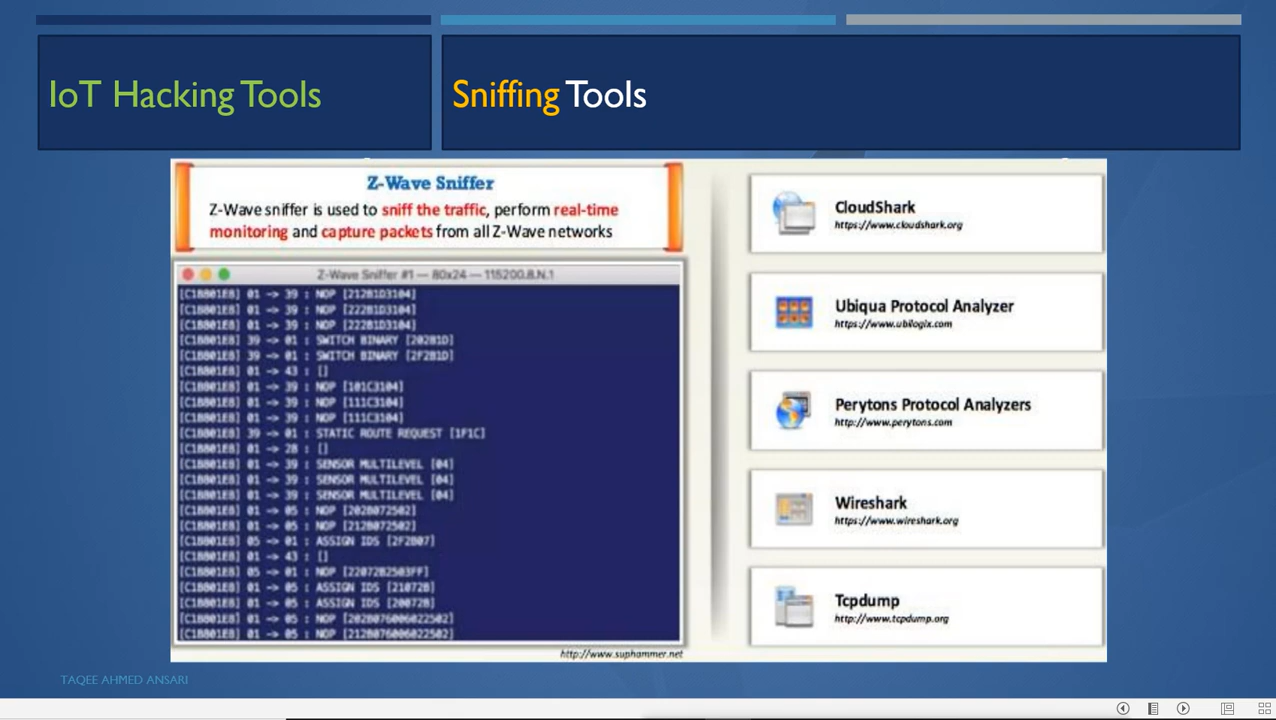 IoT Hacking Tools
Sniffing Tools
Z-Wave Sniffer
Z-Wave sniffer is used to sniff the traffic, perform real-time
monitoring and capture packets from all Z-Wave networks
Z-Wave Sniffer #1 — 80x24 — 115200.8.N.1
[C18801E8] 01 -> 39 : NOP [21281D3104]
[C18801E8] 01 -> 39 : NOP [22281D3104]
[C18801E8] 01 -> 39 : NOP [22281D3104]
[C18801E8] 39 -> 01 : SWITCH BINARY [20281D]
[C18801E8] 39 -> 01 : SWITCH BINARY [2F281D]
[C18801E8] 01 -> 43 : []
[C18801E8] 01 -> 39 : NOP [101C3104]
[C18801E8] 01 -> 39 : NOP [111C3104]
[C18801E8] 01 -> 39 : NOP [111C3104]
[C18801E8] 39 -> 01 : STATIC ROUTE REQUEST [1F1C]
[C18801E8] 01 -> 28 : []
[C18801E8] 01 -> 39 : SENSOR MULTILEVEL [04]
[C18801E8] 01 -> 39 : SENSOR MULTILEVEL [04]
[C18801E8] 01 -> 39 : SENSOR MULTILEVEL [04]
[C18801E8] 01 -> 05 : NOP [2028072502]
[C18801E8] 01 -> 05 : NOP [2128072502]
[C18801E8] 05 -> 01 : ASSIGN IDS [2F2807]
[C18801E8] 01 -> 43 : []
[C18801E8] 05 -> 01 : NOP [2207282503FF]
[C18801E8] 01 -> 05 : ASSIGN IDS [210728]
[C18801E8] 01 -> 05 : ASSIGN IDS [200728]
[C18801E8] 01 -> 05 : NOP [2028076006022502]
[C18801E8] 01 -> 05 : NOP [2128076006022502]
http://www.suphammer.net
CloudShark
https://www.cloudshark.org
Ubiqua Protocol Analyzer
https://www.ubilogix.com
Perytons Protocol Analyzers
http://www.perytons.com
Wireshark
https://www.wireshark.org
Tcpdump
http://www.tcpdump.org
TAQEE AHMED ANSARI